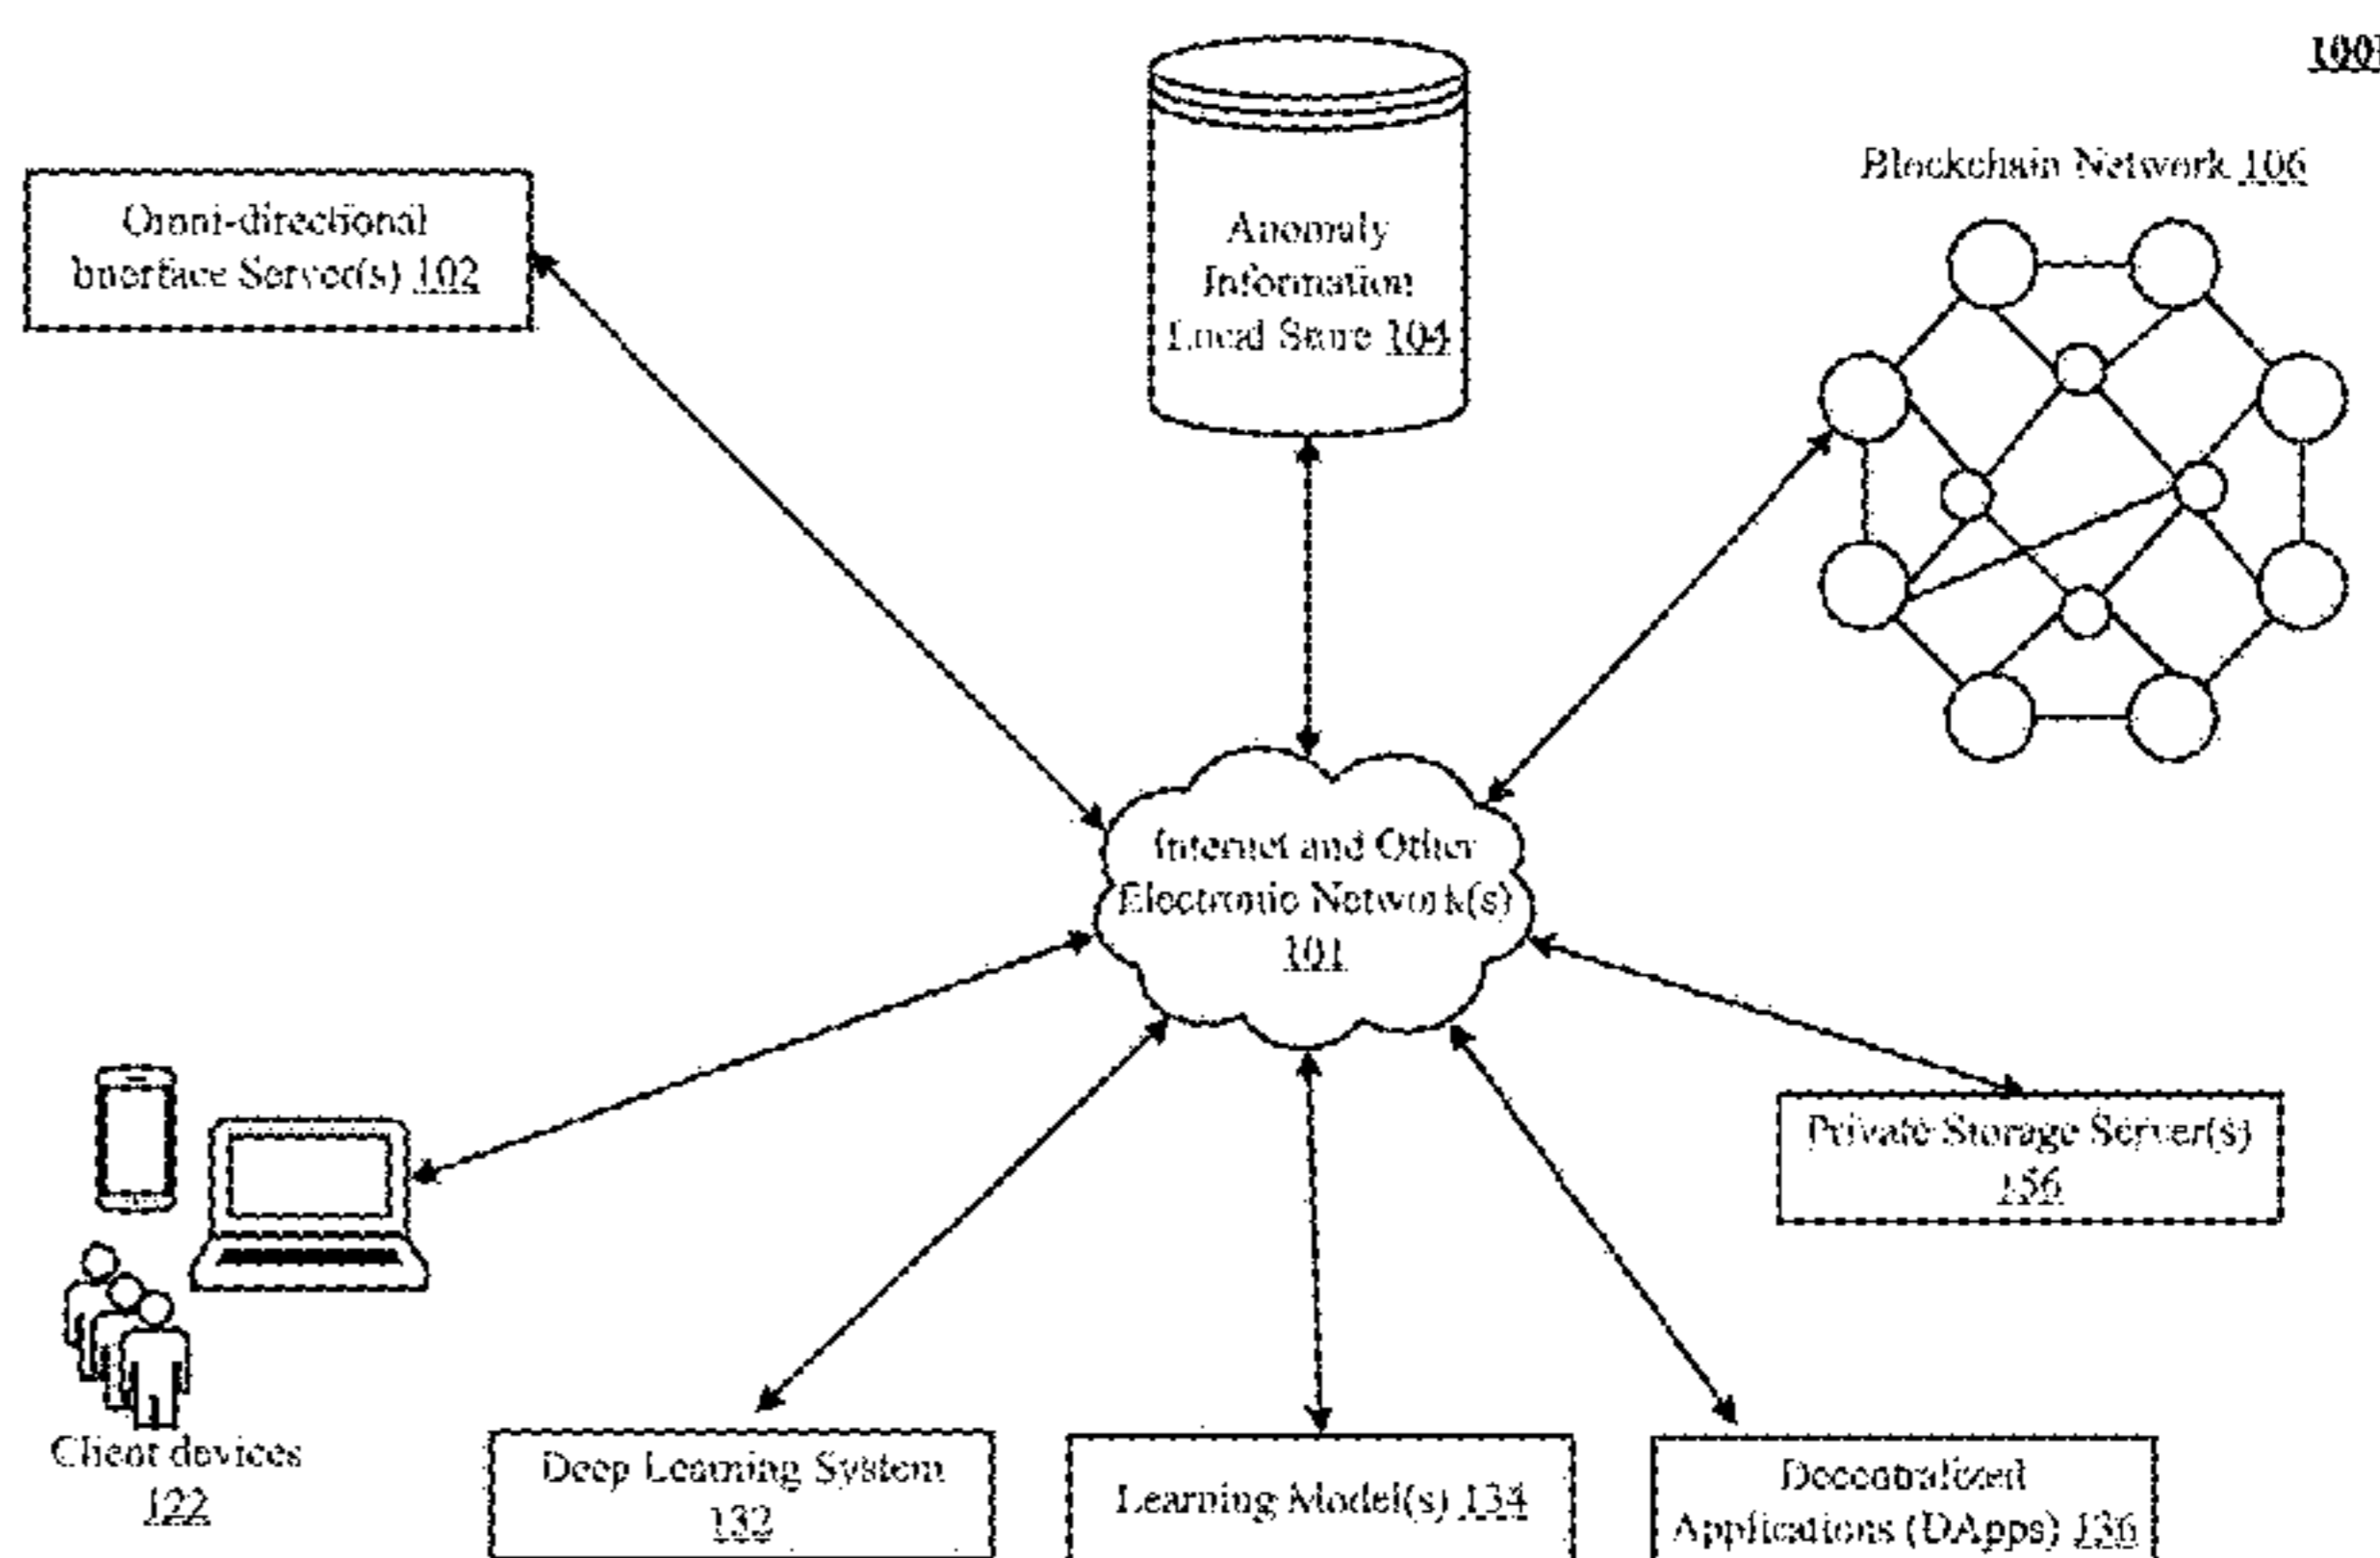 Omni-directional
Interface Server(s) 102
Anomaly
Information
Local Store 104
Blockchain Network 106
Internet and Other
Electronic Network(s)
101
Private Storage Server(s)
156
Client devices
122
Deep Learning System
132
Learning Model(s) 134
Decentralized
Applications (DApps) 136